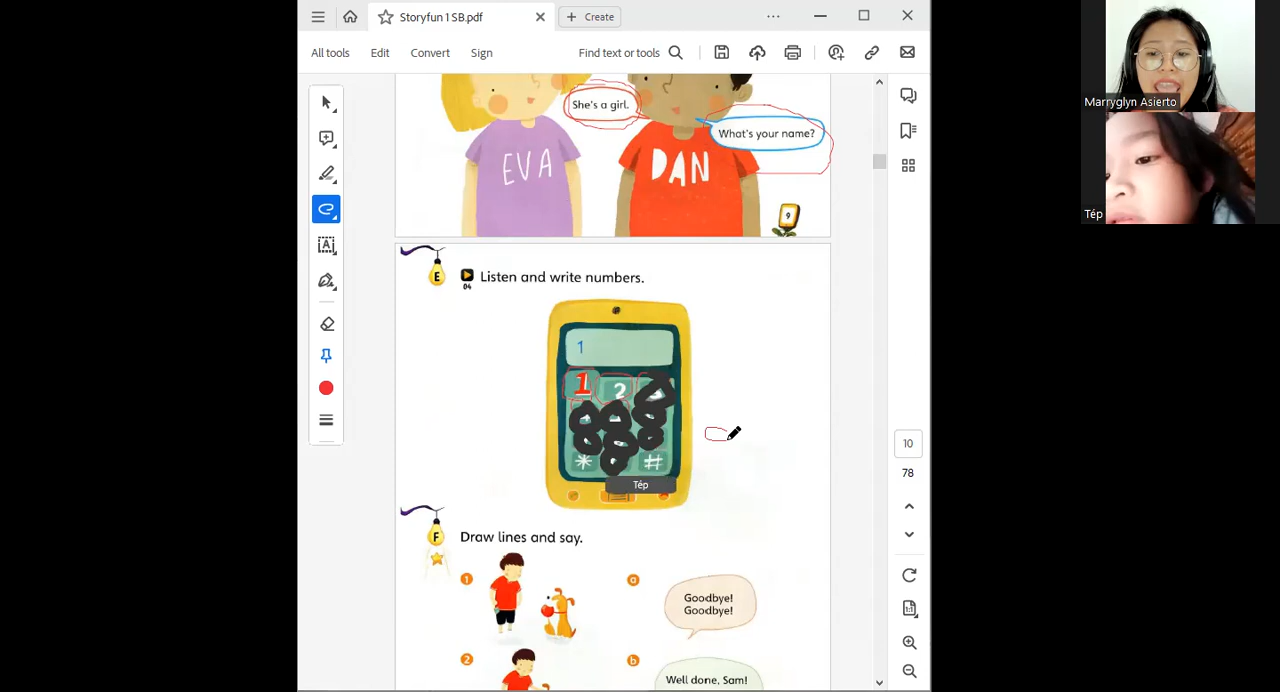 Storyfun 1 SB.pdf
Create
All tools
Edit
Convert
Sign
Find text or tools
She's a girl.
What's your name?
EVA
DAN
9
E
04
Listen and write numbers.
1
1
2
* #
Tép
F
Draw lines and say.
1
a
Goodbye!
Goodbye!
2
b
Well done, Sam!
10
78
1:1
Marryglyn Asierto
Tép